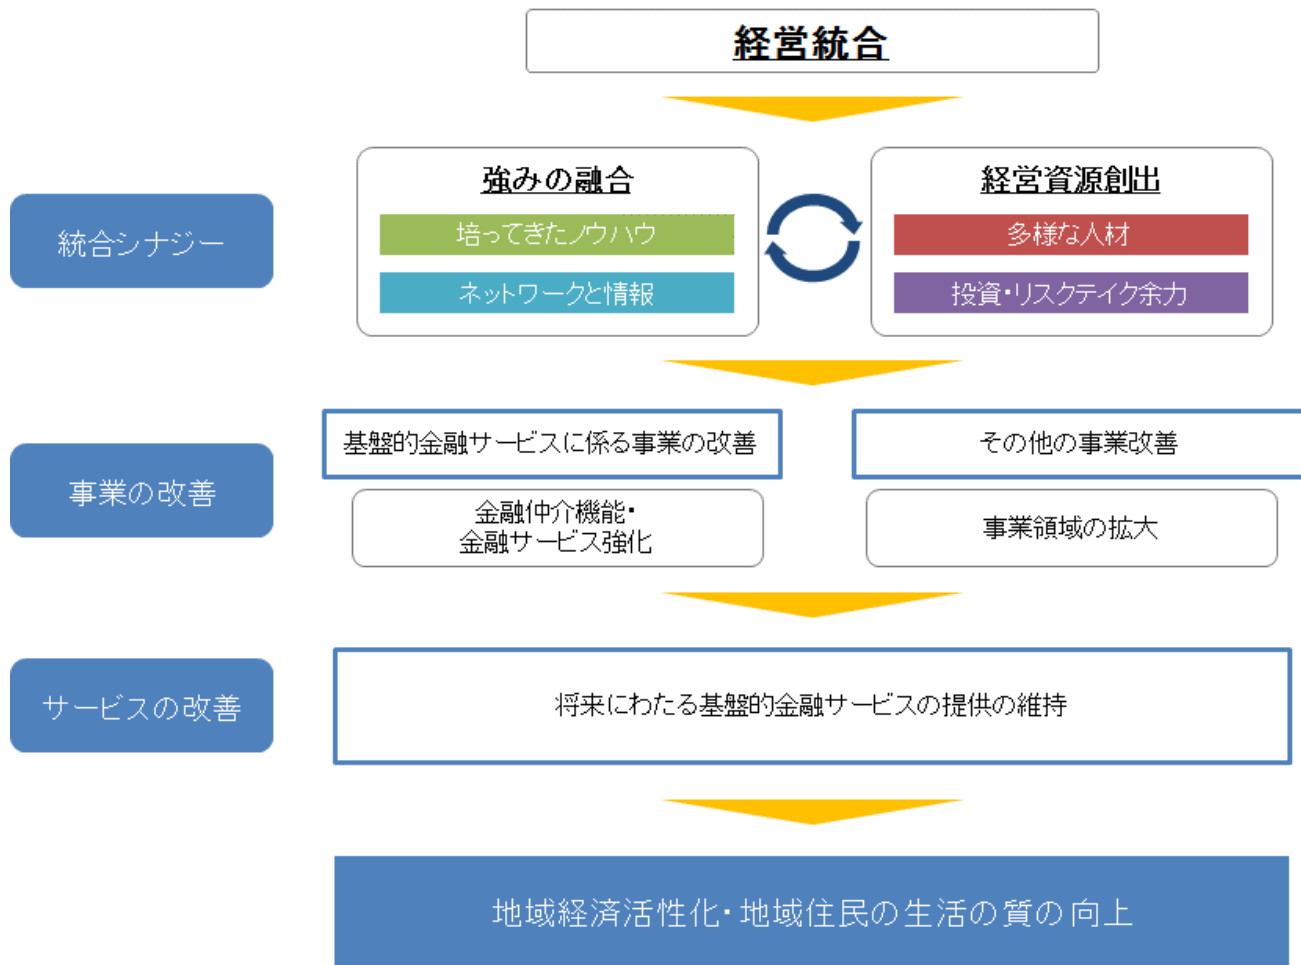 経営統合
統合シナジー
強みの融合
培ってきたノウハウ
ネットワークと情報
経営資源創出
多様な人材
投資・リスクテイク余力
事業の改善
基盤的金融サービスに係る事業の改善
金融仲介機能・
金融サービス強化
その他の事業改善
事業領域の拡大
サービスの改善
将来にわたる基盤的金融サービスの提供の維持
地域経済活性化・地域住民の生活の質の向上